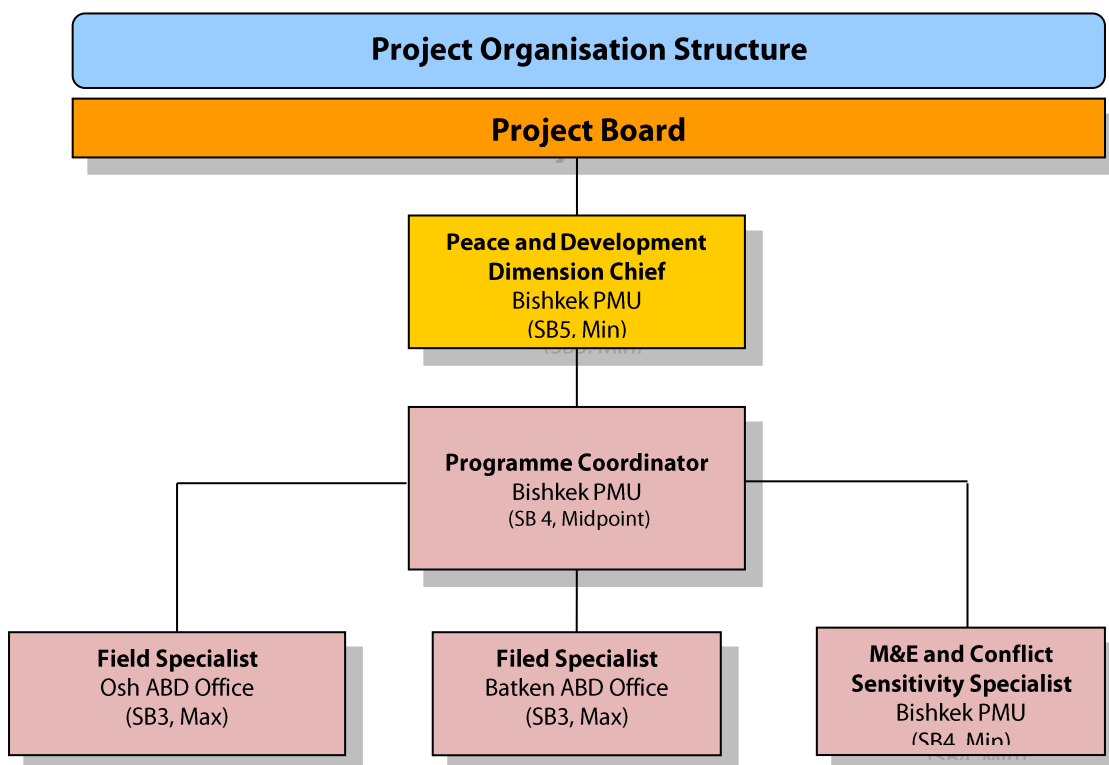 Project Organisation Structure
Project Board
Peace and Development
Dimension Chief
Bishkek PMU
(SB5, Min)
Programme Coordinator
Bishkek PMU
(SB 4, Midpoint)
Field Specialist
Osh ABD Office
(SB3, Max)
Filed Specialist
Batken ABD Office
(SB3, Max)
M&E and Conflict
Sensitivity Specialist
Bishkek PMU
(SB4, Min)